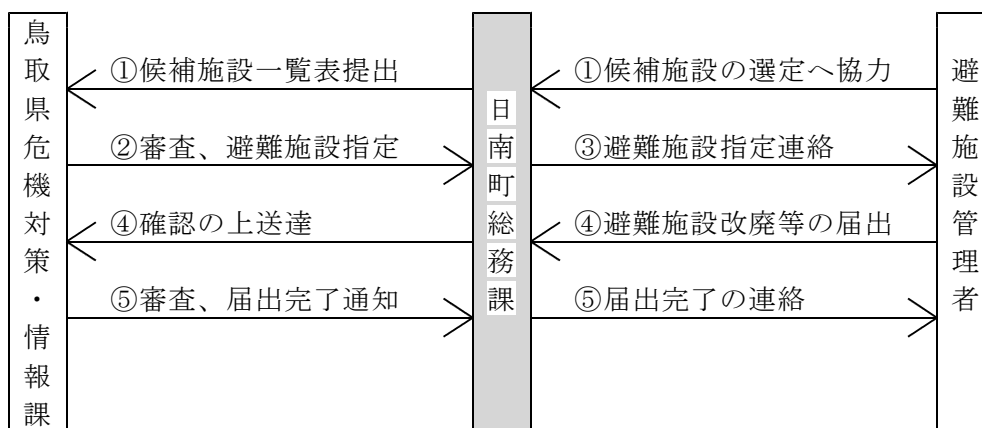 鳥取県危機対策・情報課
①候補施設一覧表提出
②審査、避難施設指定
④確認の上送達
⑤審査、届出完了通知
日南町総務課
①候補施設の選定へ協力
③避難施設指定連絡
④避難施設改廃等の届出
⑤届出完了の連絡
避難施設管理者